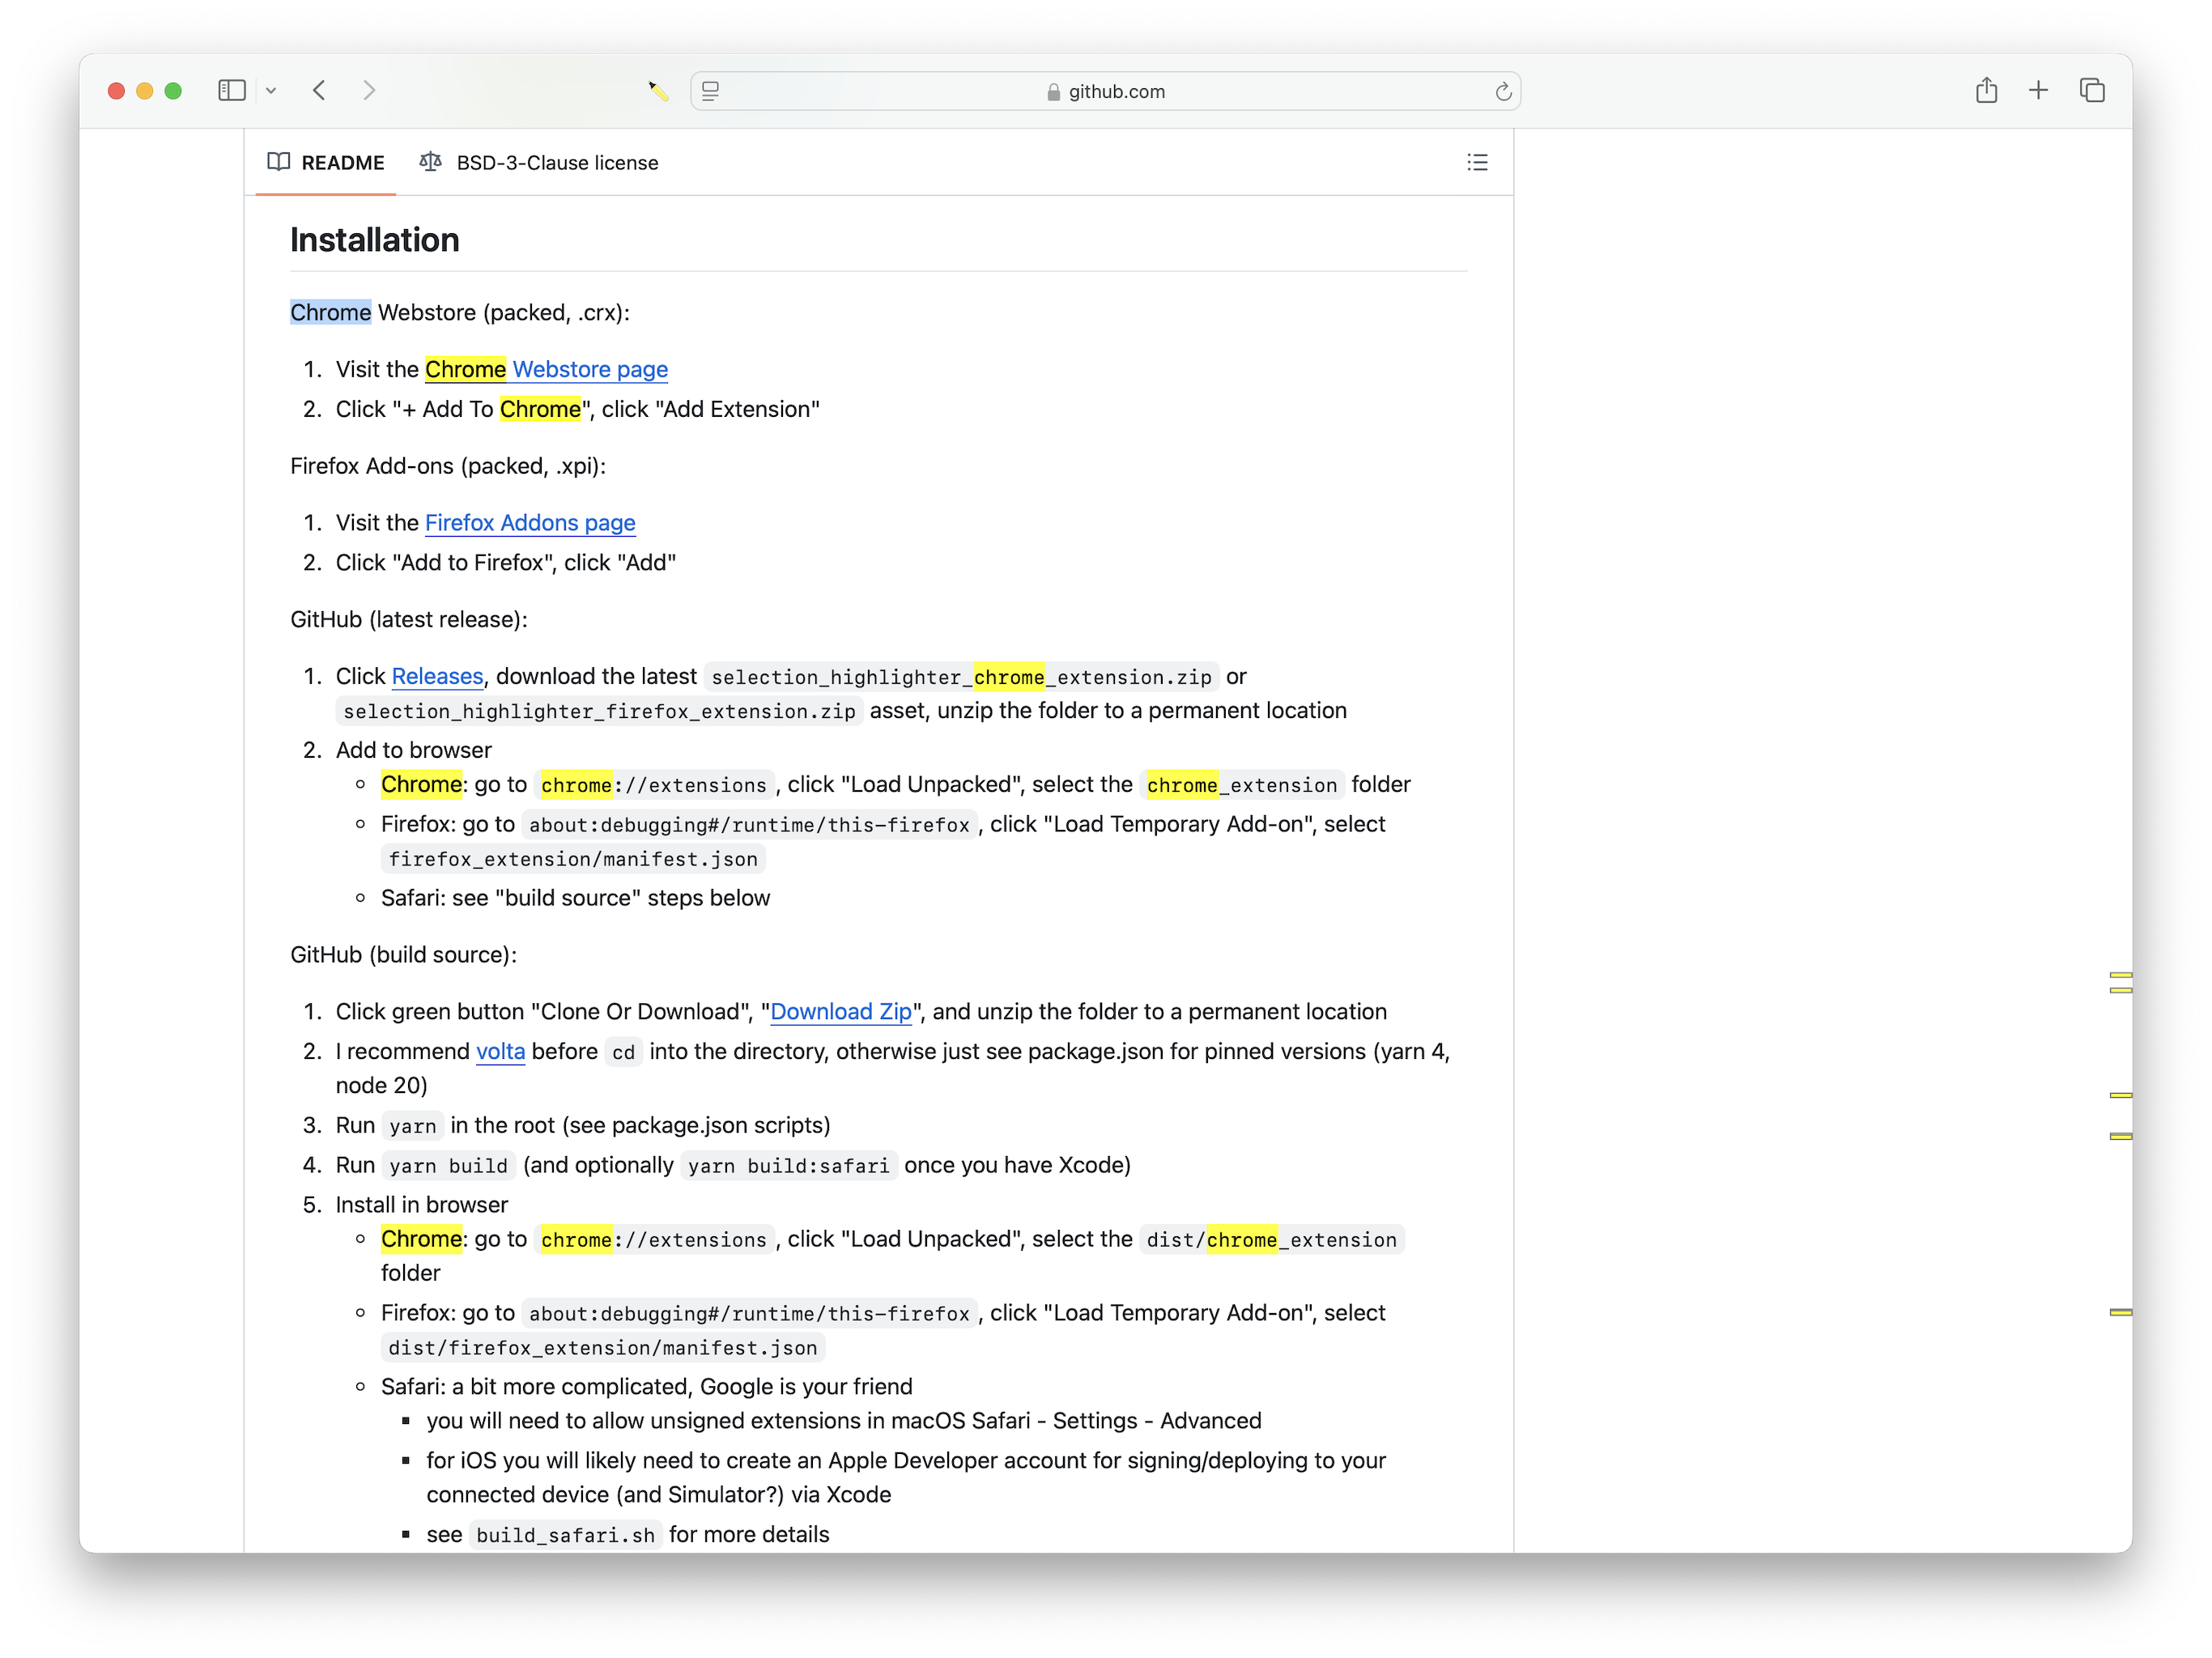 github.com
README
BSD-3-Clause license
Installation
Chrome Webstore (packed, .crx):
1. Visit the Chrome Webstore page
2. Click "+ Add To Chrome", click "Add Extension"
Firefox Add-ons (packed, .xpi):
1. Visit the Firefox Addons page
2. Click "Add to Firefox", click "Add"
GitHub (latest release):
1. Click Releases, download the latest selection_highlighter_chrome_extension.zip or
selection_highlighter_firefox_extension.zip asset, unzip the folder to a permanent location
2. Add to browser
Chrome: go to chrome://extensions, click "Load Unpacked", select the chrome_extension folder
Firefox: go to about:debugging#/runtime/this-firefox, click "Load Temporary Add-on", select
firefox_extension/manifest.json
Safari: see "build source" steps below
GitHub (build source):
1. Click green button "Clone Or Download", "Download Zip", and unzip the folder to a permanent location
2. I recommend volta before cd into the directory, otherwise just see package.json for pinned versions (yarn 4,
node 20)
3. Run yarn in the root (see package.json scripts)
4. Run yarn build (and optionally yarn build:safari once you have Xcode)
5. Install in browser
Chrome: go to chrome://extensions, click "Load Unpacked", select the dist/chrome_extension
folder
Firefox: go to about:debugging#/runtime/this-firefox, click "Load Temporary Add-on", select
dist/firefox_extension/manifest.json
Safari: a bit more complicated, Google is your friend
you will need to allow unsigned extensions in macOS Safari - Settings - Advanced
for iOS you will likely need to create an Apple Developer account for signing/deploying to your
connected device (and Simulator?) via Xcode
see build_safari.sh for more details